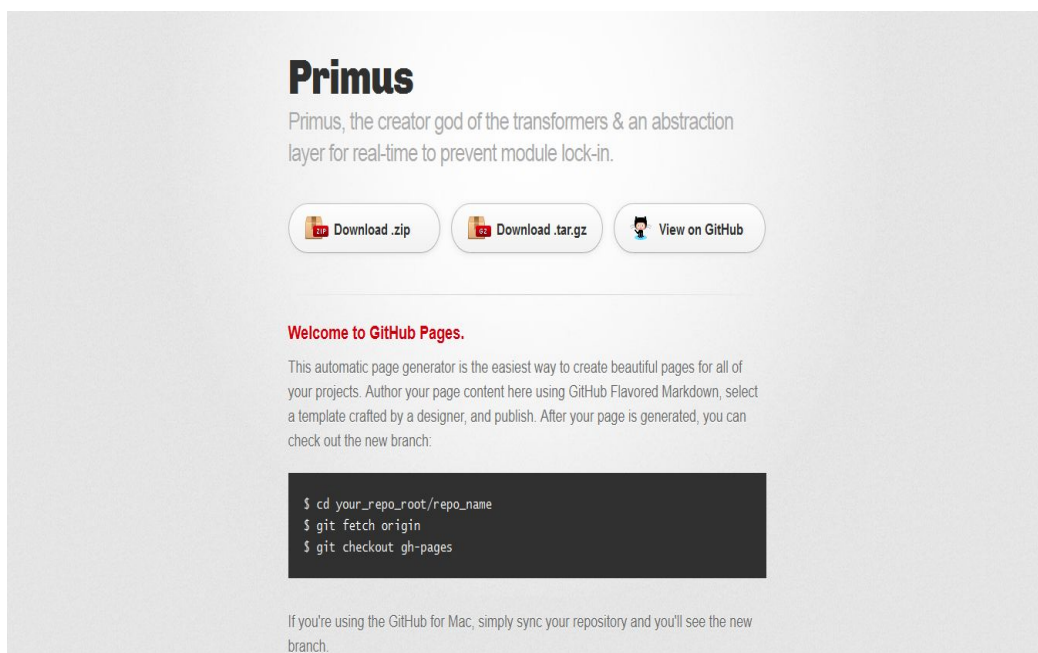 Primus
Primus, the creator god of the transformers & an abstraction
layer for real-time to prevent module lock-in.
ZIP Download .zip
GZ Download .tar.gz
View on GitHub
Welcome to GitHub Pages.
This automatic page generator is the easiest way to create beautiful pages for all of
your projects. Author your page content here using GitHub Flavored Markdown, select
a template crafted by a designer, and publish. After your page is generated, you can
check out the new branch:
$ cd your_repo_root/repo_name
$ git fetch origin
$ git checkout gh-pages
If you're using the GitHub for Mac, simply sync your repository and you'll see the new
branch.